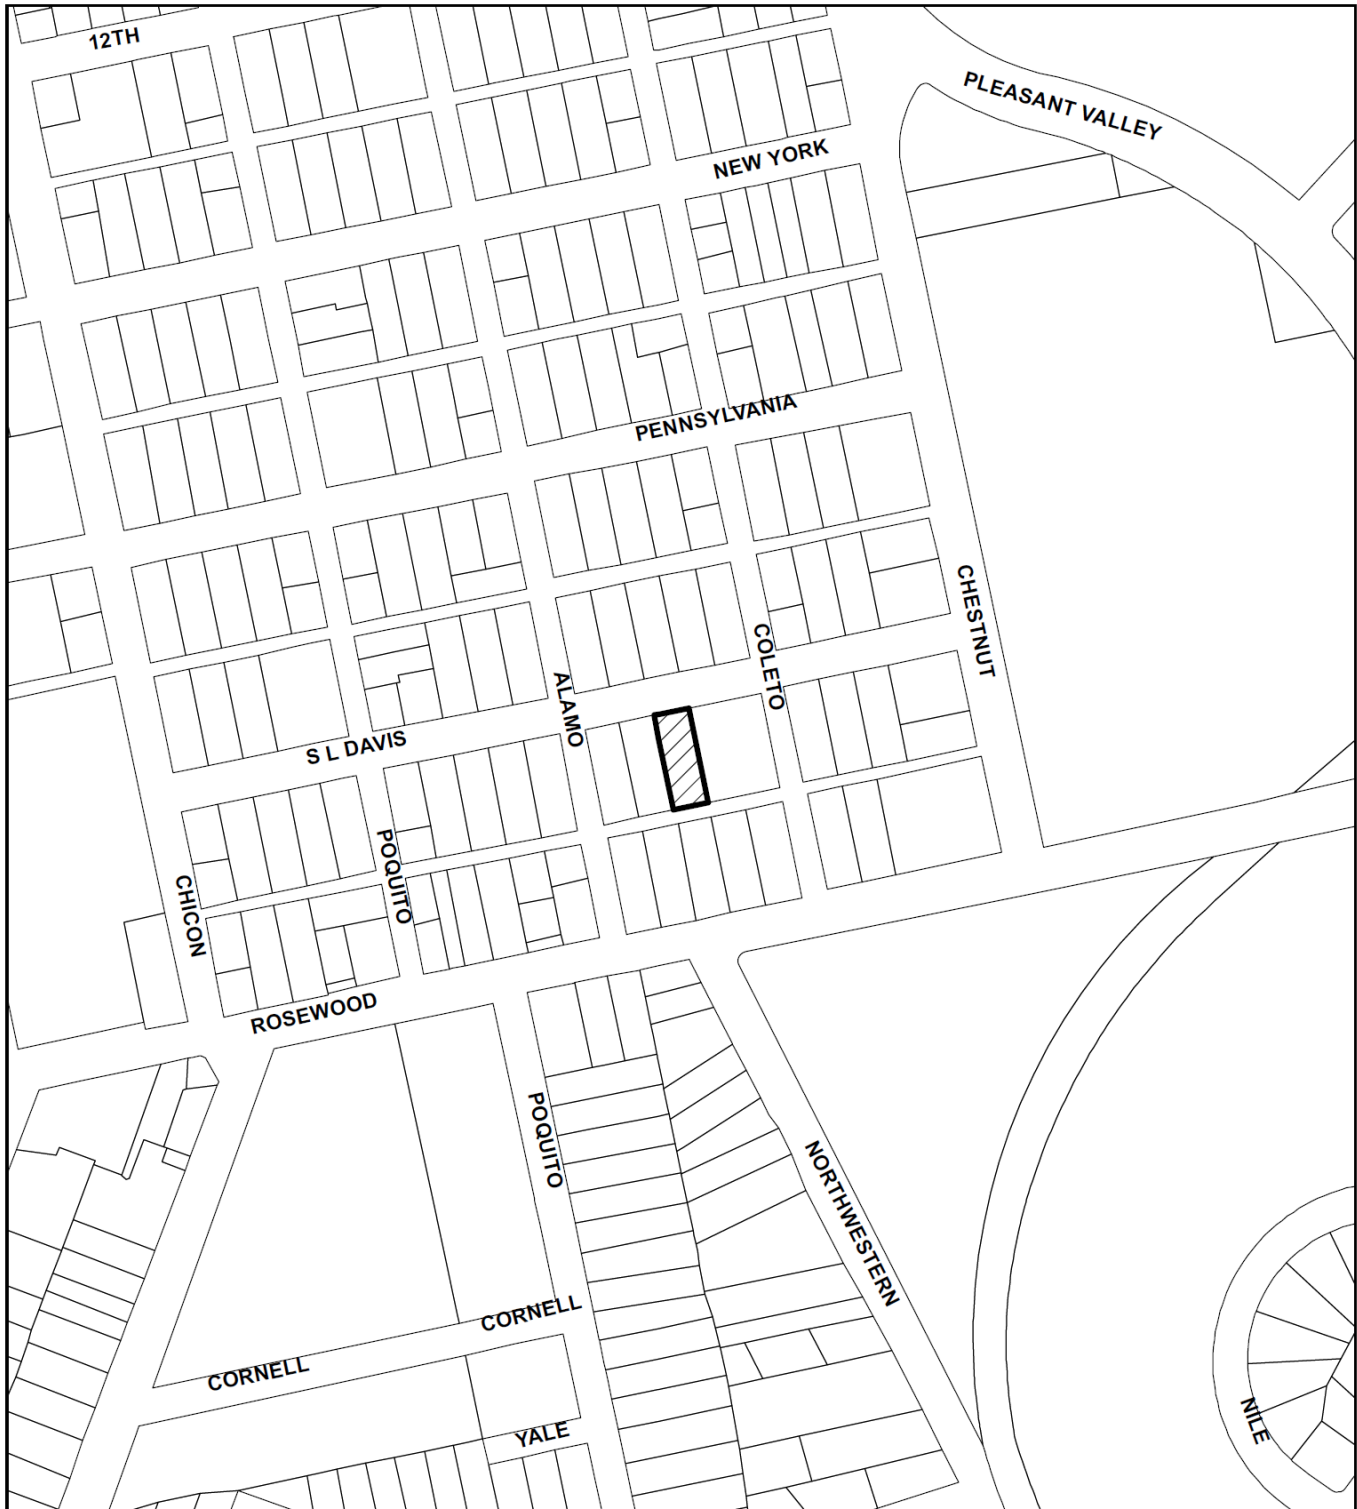 12TH
PLEASANT VALLEY
NEW YORK
PENNSYLVANIA
CHESTNUT
COLETO
ALAMO
S L DAVIS
POQUITO
CHICON
ROSEWOOD
POQUITO
NORTHWESTERN
CORNELL
CORNELL
NILE
YALE